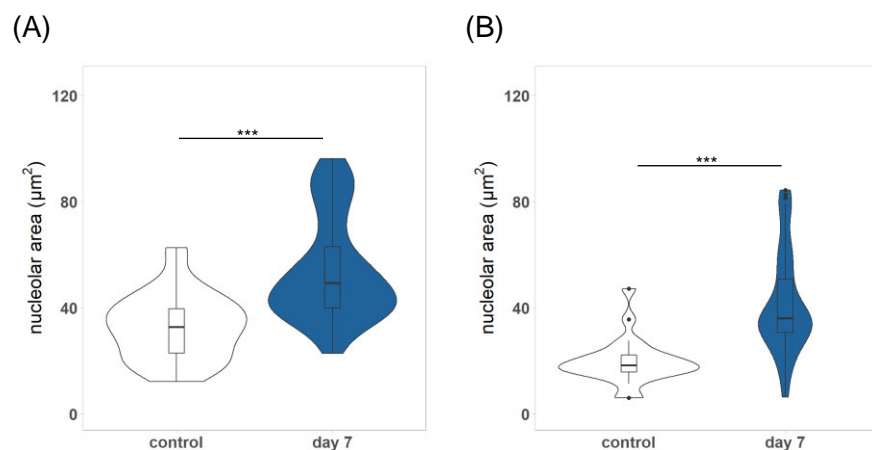 (A)
120
80
40
0
nucleolar area (µm²)
***
control day 7
(B)
120
80
40
0
nucleolar area (µm²)
***
control day 7